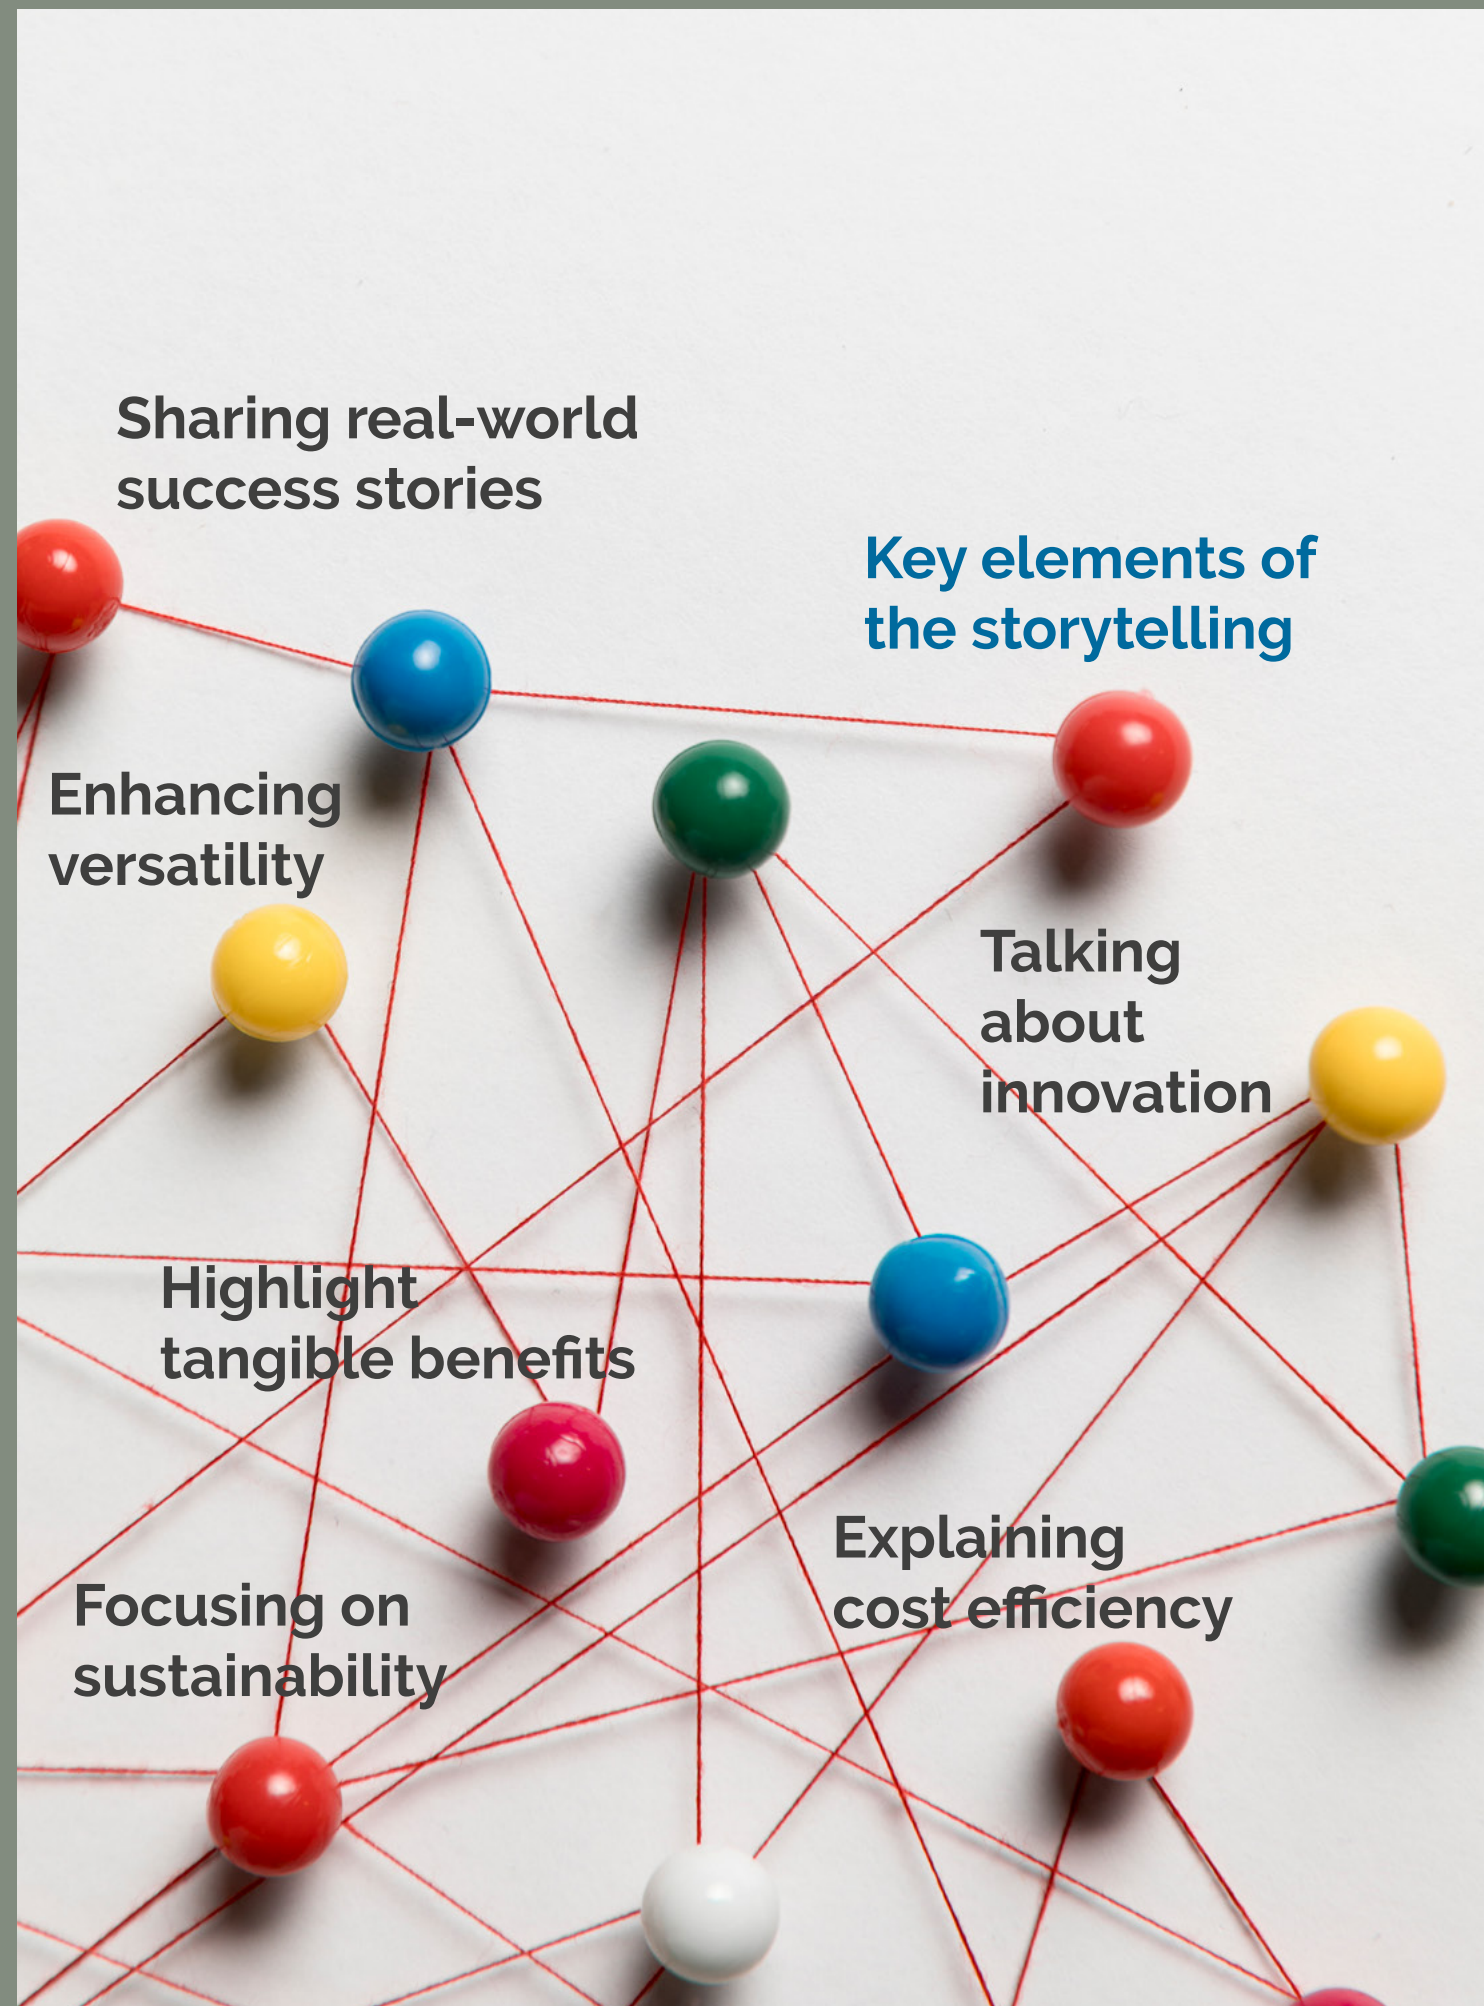 Sharing real-world
success stories
Key elements of
the storytelling
Enhancing
versatility
Talking
about
innovation
Highlight
tangible benefits
Explaining
cost efficiency
Focusing on
sustainability